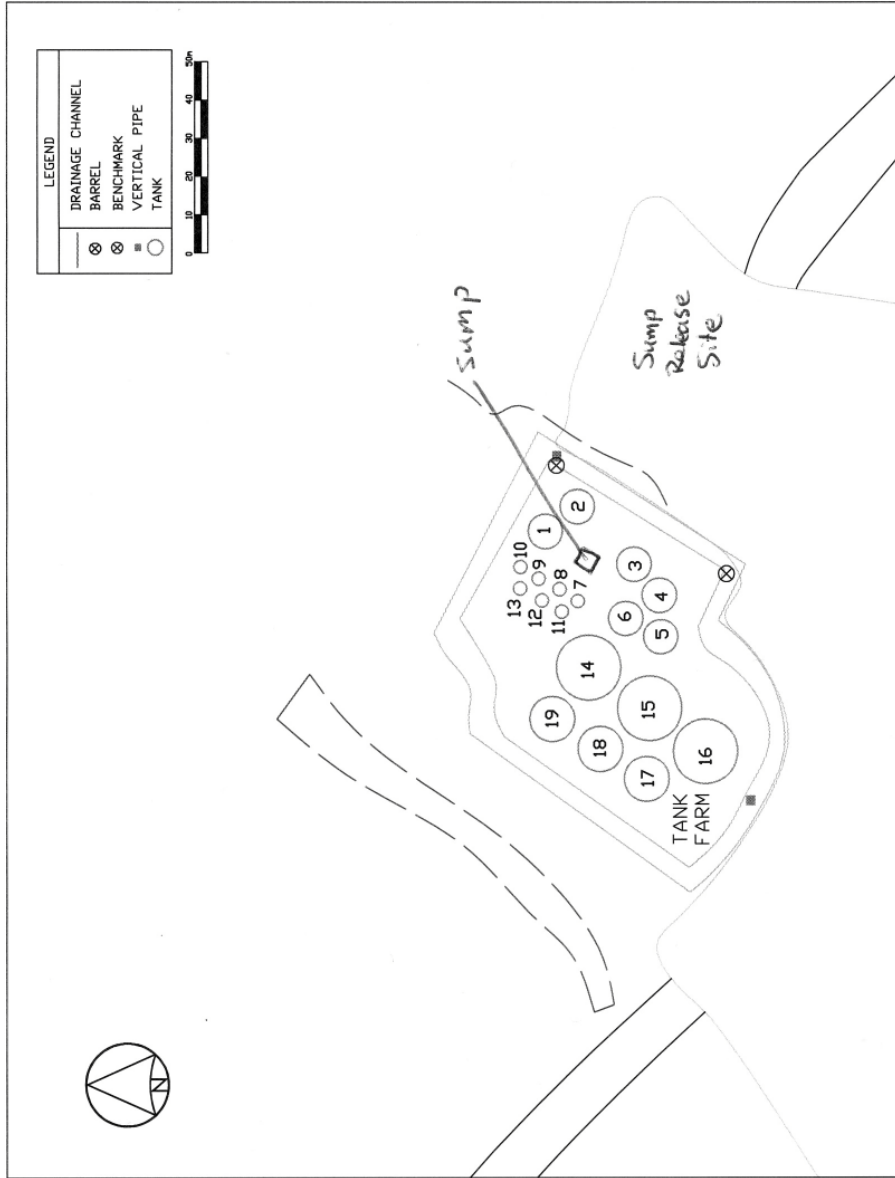 LEGEND
DRAINAGE CHANNEL
BARREL
BENCHMARK
VERTICAL PIPE
TANK
0 10 20 30 40 50m
Sump
Sump
Release
Site
1
2
3
4
5
6
7
8
9
10
11
12
13
14
15
16
17
18
19
TANK
FARM
N